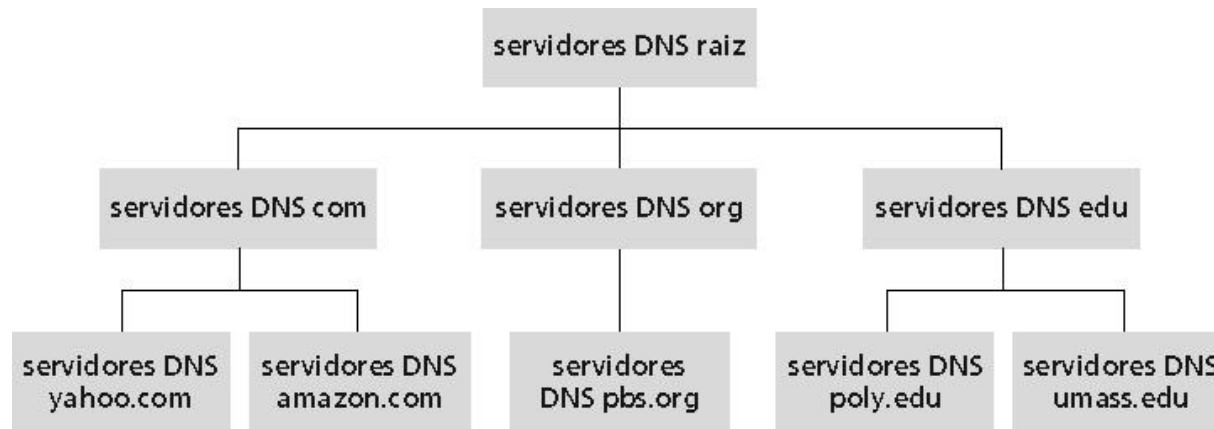 servidores DNS raiz
servidores DNS com
servidores DNS org
servidores DNS edu
servidores DNS
yahoo.com
servidores DNS
amazon.com
servidores
DNS pbs.org
servidores DNS
poly.edu
servidores DNS
umass.edu